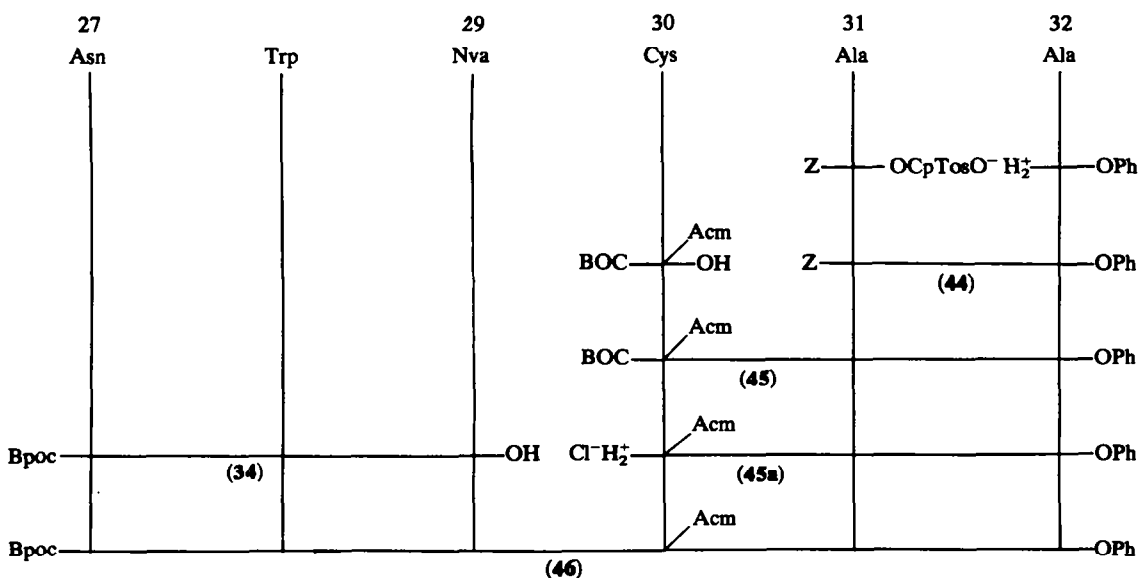 27 29 30 31 32
Asn Trp Nva Cys Ala Ala
Z OCpTosO⁻ H₂⁺ OPh
Acm
BOC OH Z OPh
(44)
Acm
BOC OPh
(45)
Acm
Bpoc OH Cl⁻H₂⁺ OPh
(34) (45a)
Acm
Bpoc OPh
(46)